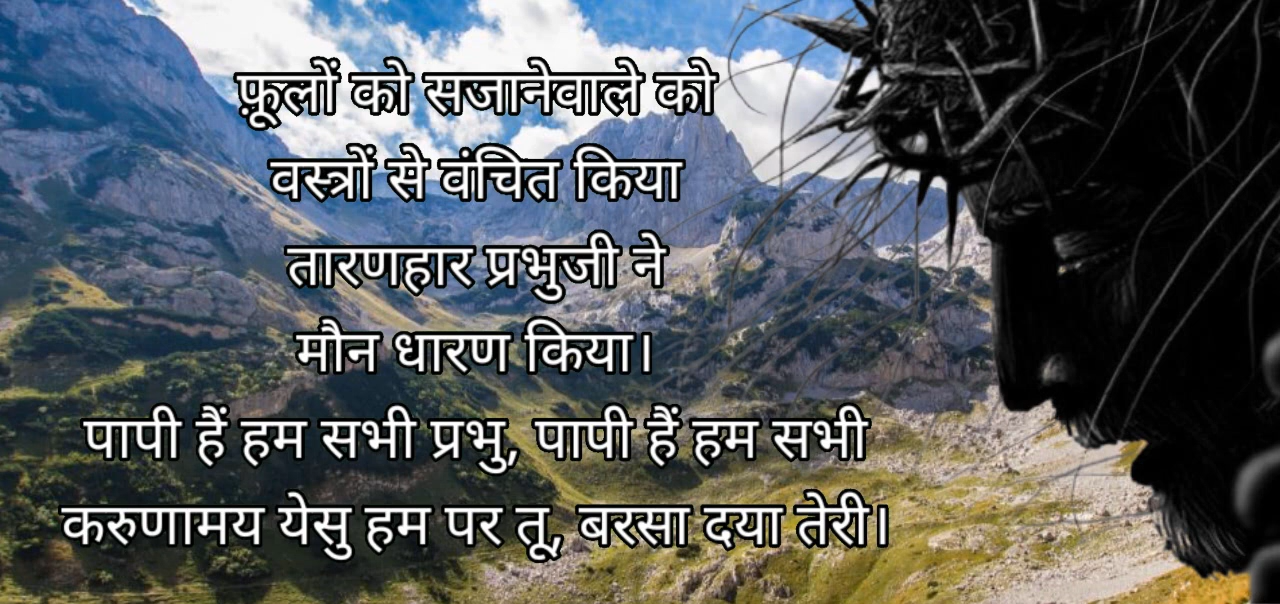 फ़ूलों को सजानेवाले को
वस्त्रों से वंचित किया
तारणहार प्रभुजी ने
मौन धारण किया।
पापी हैं हम सभी प्रभु, पापी हैं हम सभी
करुणामय येसु हम पर तू, बरसा दया तेरी।